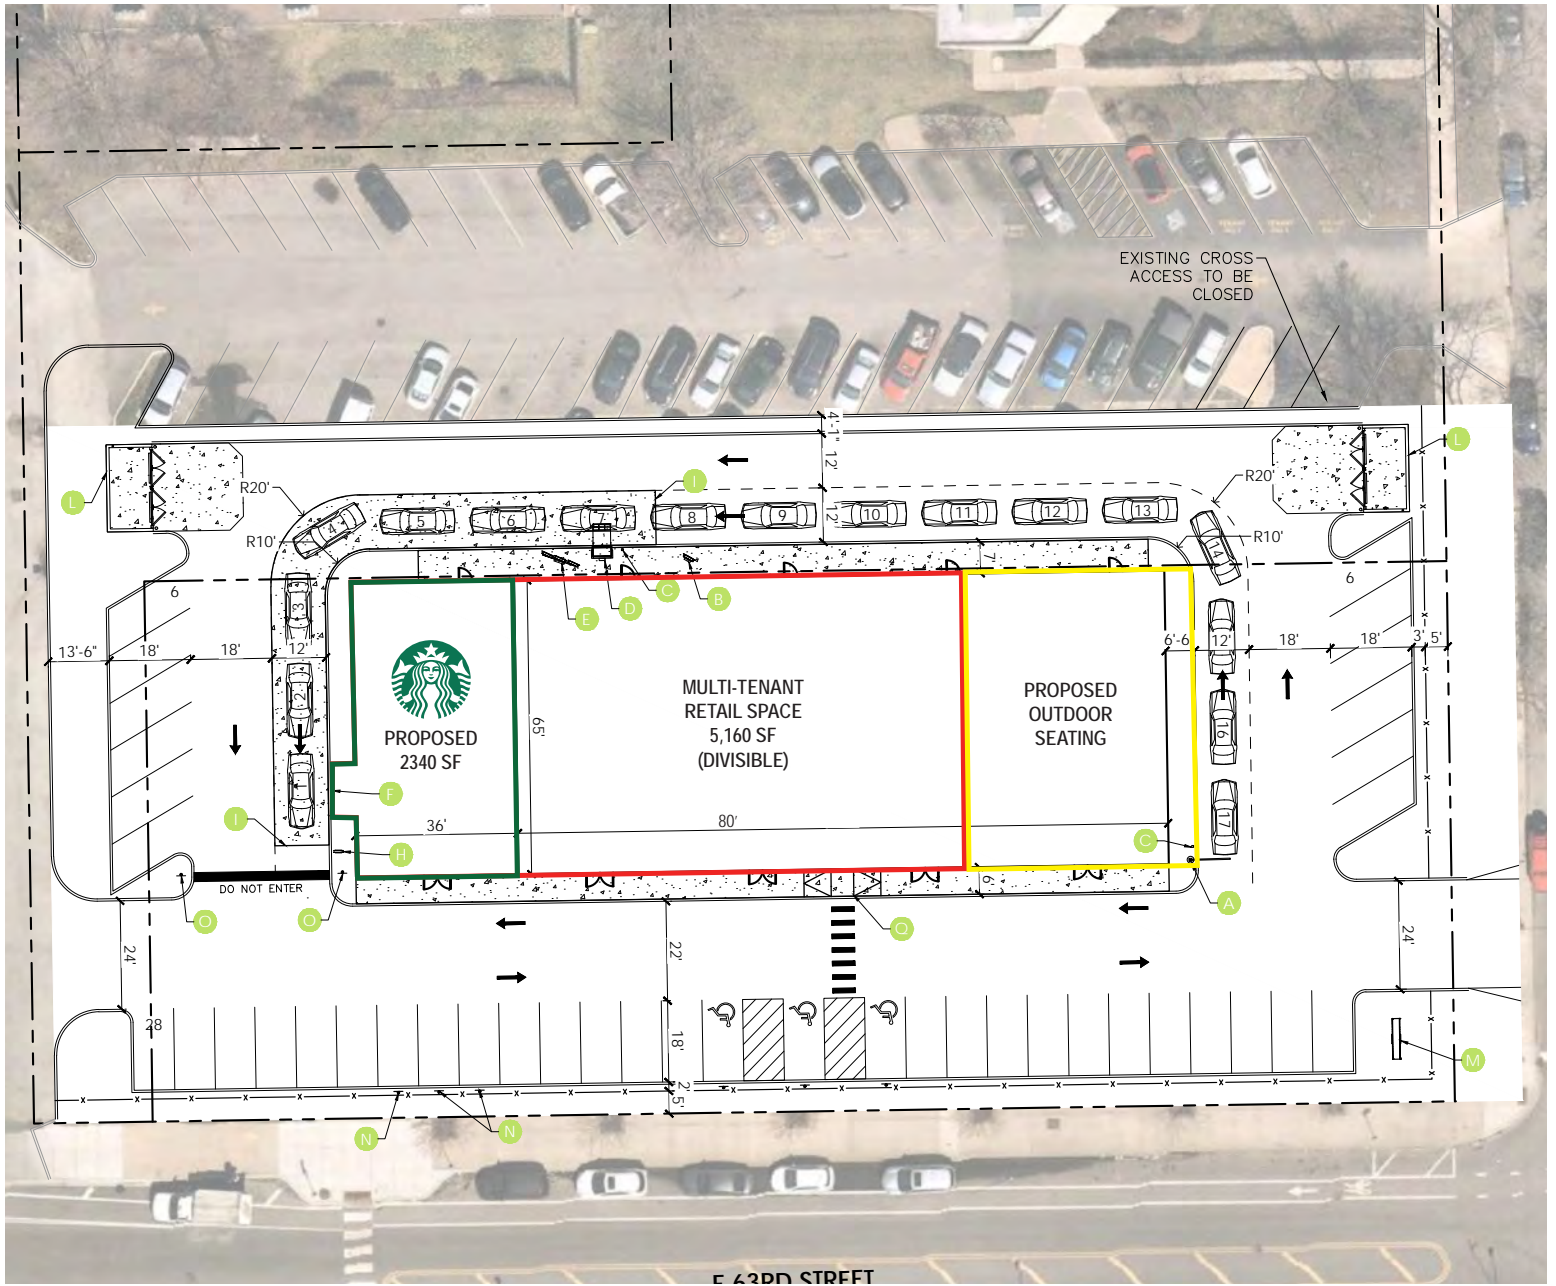 EXISTING CROSS
ACCESS TO BE
CLOSED
4'-1"
12'
L
L
R20'
I
R20'
12'
4
5
6
7
8
9
10
11
12
13
14
R10'
R10'
7'
E
D
C
B
6
6
3
13'-6"
18'
18'
12'
6'-6
12'
18'
18'
3'
5'
2
65'
PROPOSED
2340 SF
MULTI-TENANT
RETAIL SPACE
5,160 SF
(DIVISIBLE)
PROPOSED
OUTDOOR
SEATING
16
F
I
17
36'
80'
C
H
DO NOT ENTER
O
O
6'
A
Q
24'
22'
24'
28
18'
M
2'
5'
N
N
E 63RD STREET